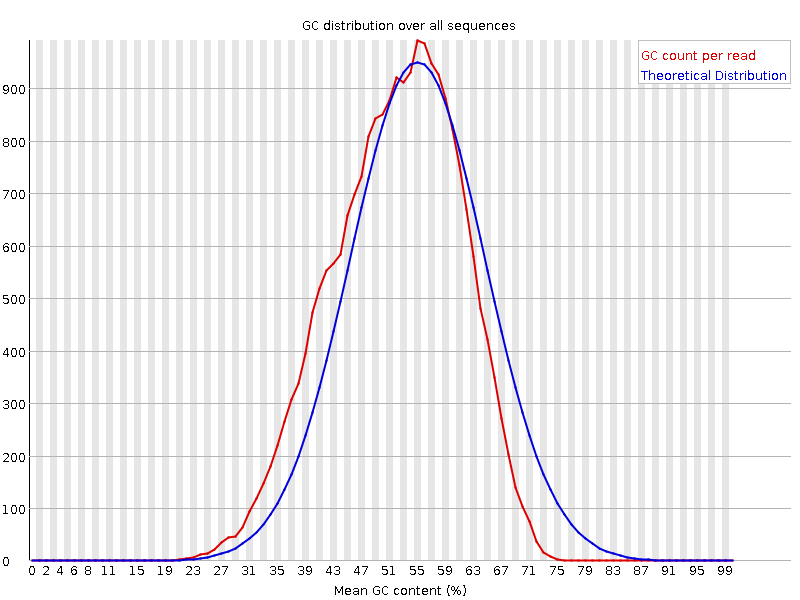 GC distribution over all sequences
GC count per read
Theoretical Distribution
900
800
700
600
500
400
300
200
100
0
0 2 4 6 8 11 15 19 23 27 31 35 39 43 47 51 55 59 63 67 71 75 79 83 87 91 95 99
Mean GC content (%)